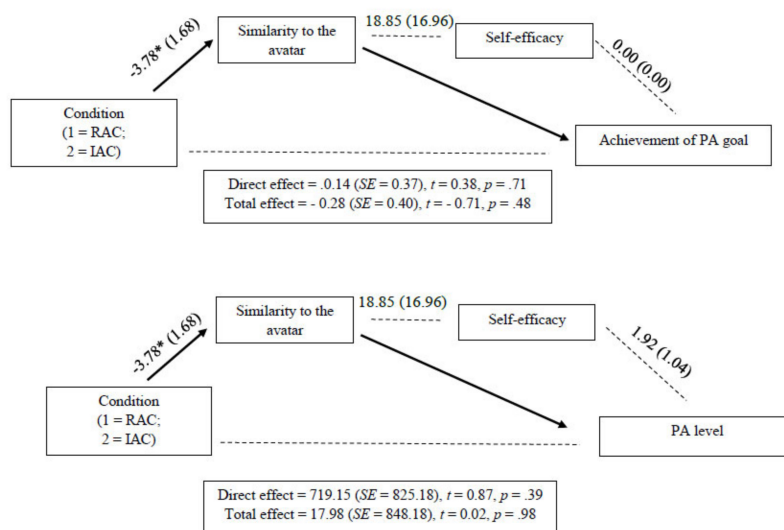 -3.78* (1.68)
Similarity to the
avatar
18.85 (16.96)
Self-efficacy
0.00 (0.00)
Condition
(1 = RAC;
2 = IAC)
Achievement of PA goal
Direct effect = .0.14 (SE = 0.37), t = 0.38, p = .71
Total effect = - 0.28 (SE = 0.40), t = - 0.71, p = .48
-3.78* (1.68)
Similarity to the
avatar
18.85 (16.96)
Self-efficacy
1.92 (1.04)
Condition
(1 = RAC;
2 = IAC)
PA level
Direct effect = 719.15 (SE = 825.18), t = 0.87, p = .39
Total effect = 17.98 (SE = 848.18), t = 0.02, p = .98